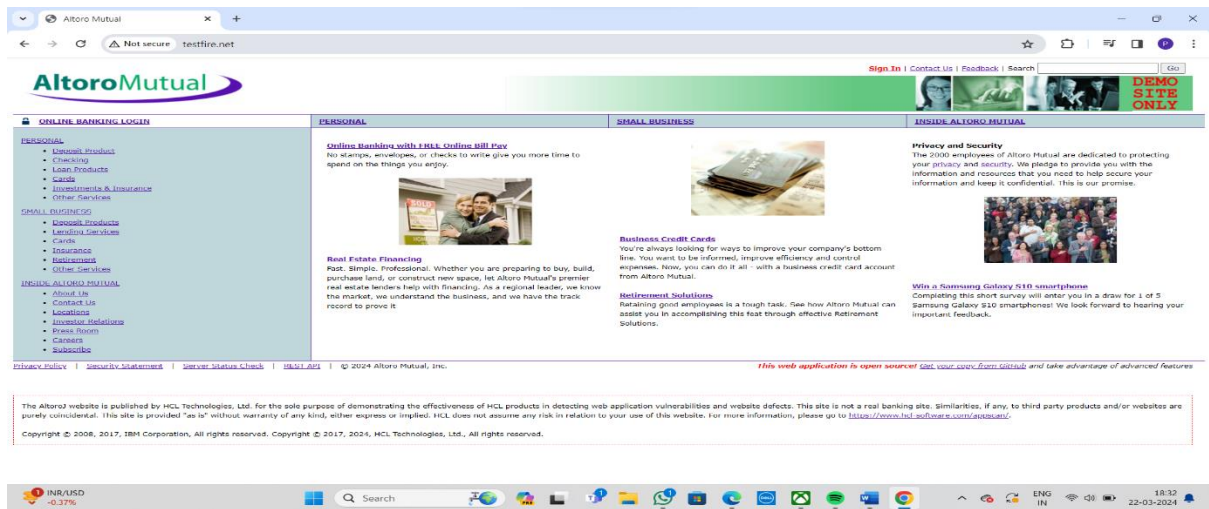 Altoro Mutual
Not secure testfire.net
P
Sign In | Contact Us | Feedback | Search Go
AltoroMutual
DEMO
SITE
ONLY
ONLINE BANKING LOGIN
PERSONAL
SMALL BUSINESS
INSIDE ALTORO MUTUAL
PERSONAL
Deposit Product
Checking
Loan Products
Cards
Investments & Insurance
Other Services
SMALL BUSINESS
Deposit Products
Lending Services
Cards
Insurance
Retirement
Other Services
INSIDE ALTORO MUTUAL
About Us
Contact Us
Locations
Investor Relations
Press Room
Careers
Subscribe
Online Banking with FREE Online Bill Pay
No stamps, envelopes, or checks to write give you more time to
spend on the things you enjoy.
SOLD
Real Estate Financing
Fast. Simple. Professional. Whether you are preparing to buy, build,
purchase land, or construct new space, let Altoro Mutual's premier
real estate lenders help with financing. As a regional leader, we know
the market, we understand the business, and we have the track
record to prove it
Business Credit Cards
You're always looking for ways to improve your company's bottom
line. You want to be informed, improve efficiency and control
expenses. Now, you can do it all - with a business credit card account
from Altoro Mutual.
Retirement Solutions
Retaining good employees is a tough task. See how Altoro Mutual can
assist you in accomplishing this feat through effective Retirement
Solutions.
Privacy and Security
The 2000 employees of Altoro Mutual are dedicated to protecting
your privacy and security. We pledge to provide you with the
information and resources that you need to help secure your
information and keep it confidential. This is our promise.
Win a Samsung Galaxy S10 smartphone
Completing this short survey will enter you in a draw for 1 of 5
Samsung Galaxy S10 smartphones! We look forward to hearing your
important feedback.
Privacy Policy | Security Statement | Server Status Check | REST API | © 2024 Altoro Mutual, Inc.
This web application is open source! Get your copy from GitHub and take advantage of advanced features
The AltoroJ website is published by HCL Technologies, Ltd. for the sole purpose of demonstrating the effectiveness of HCL products in detecting web application vulnerabilities and website defects. This site is not a real banking site. Similarities, if any, to third party products and/or websites are
purely coincidental. This site is provided "as is" without warranty of any kind, either express or implied. HCL does not assume any risk in relation to your use of this website. For more information, please go to https://www.hcl-software.com/appscan/.
Copyright © 2008, 2017, IBM Corporation, All rights reserved. Copyright © 2017, 2024, HCL Technologies, Ltd., All rights reserved.
1
INR/USD
-0.37%
Search
ENG
IN
18:32
22-03-2024